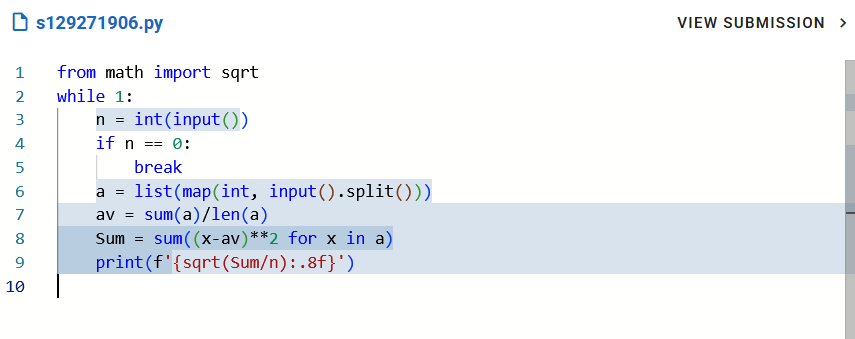 s129271906.py
VIEW SUBMISSION >
1 from math import sqrt
2 while 1:
3     n = int(input())
4     if n == 0:
5         break
6     a = list(map(int, input().split()))
7     av = sum(a)/len(a)
8     Sum = sum((x-av)**2 for x in a)
9     print(f'{sqrt(Sum/n):.8f}')
10